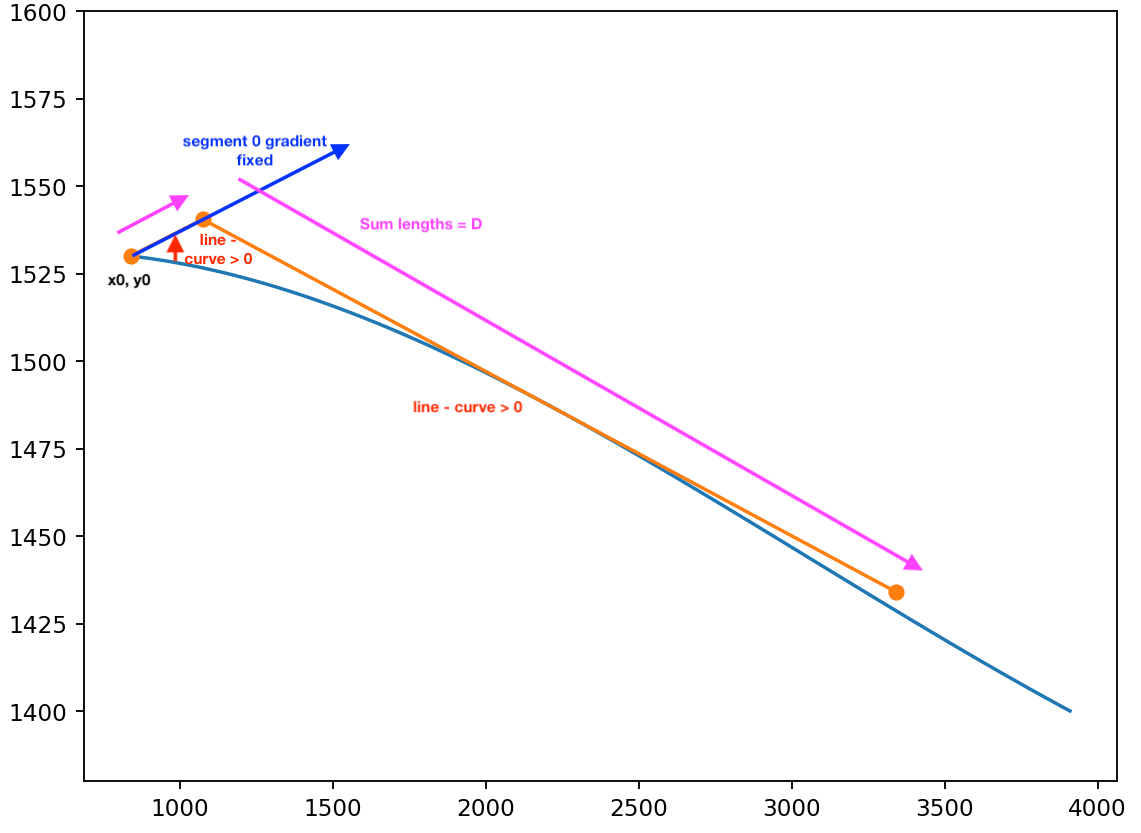 1600
1575
1550
1525
1500
1475
1450
1425
1400
segment 0 gradient
fixed
Sum lengths = D
line -
curve > 0
x0, y0
line - curve > 0
1000 1500 2000 2500 3000 3500 4000